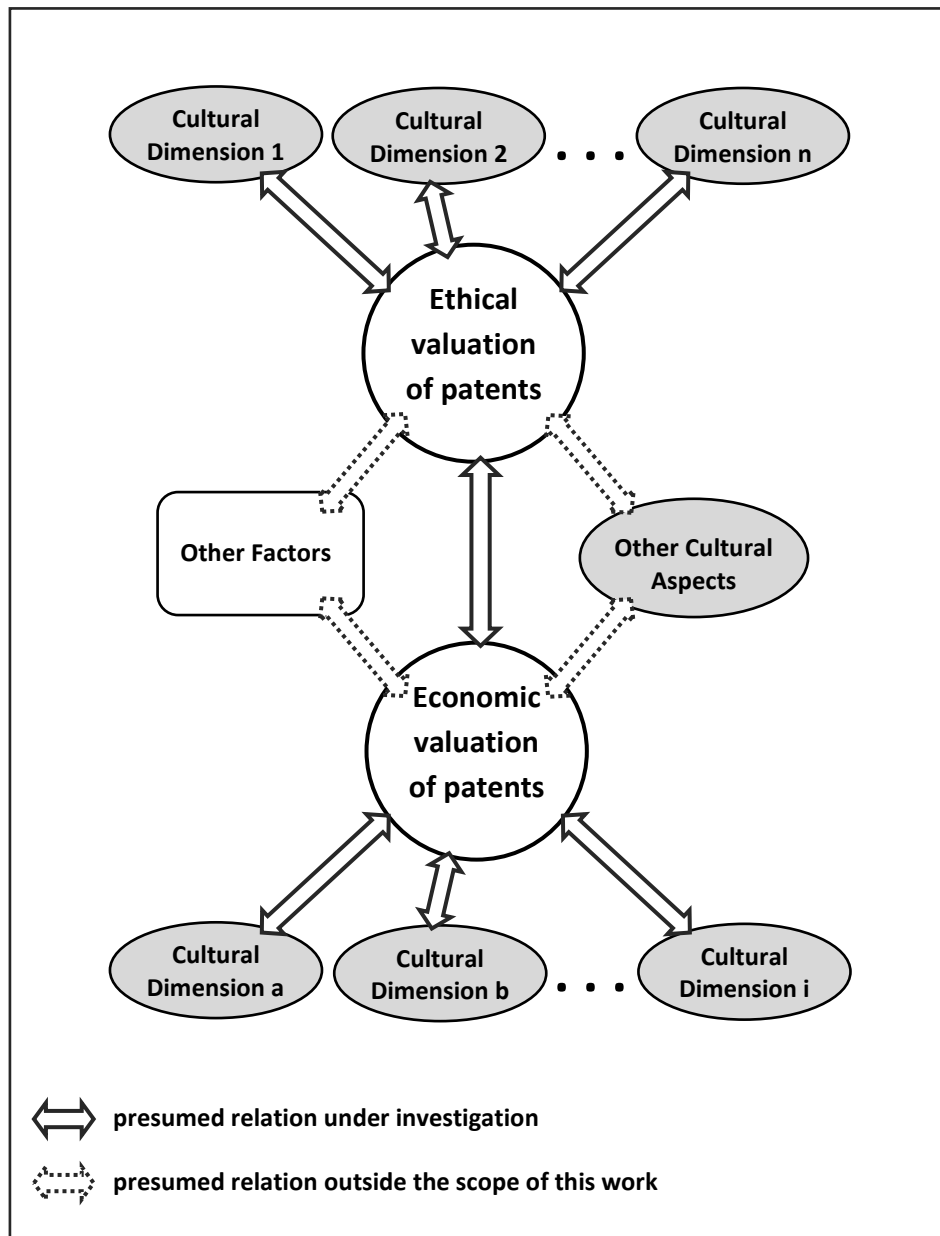 Cultural
Dimension 1
Cultural
Dimension 2
. . .
Cultural
Dimension n
Ethical
valuation
of patents
Other Factors
Other Cultural
Aspects
Economic
valuation
of patents
Cultural
Dimension a
Cultural
Dimension b
. . .
Cultural
Dimension i
presumed relation under investigation
presumed relation outside the scope of this work